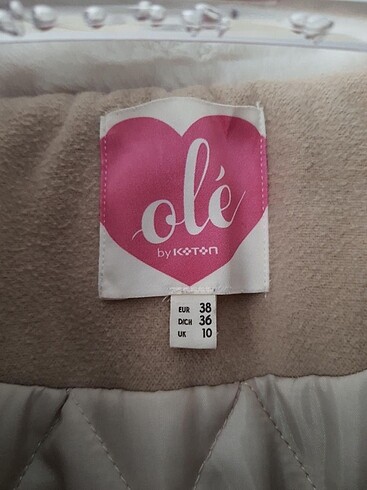 olé
by KOTON
EUR 38
D/CH 36
UK 10